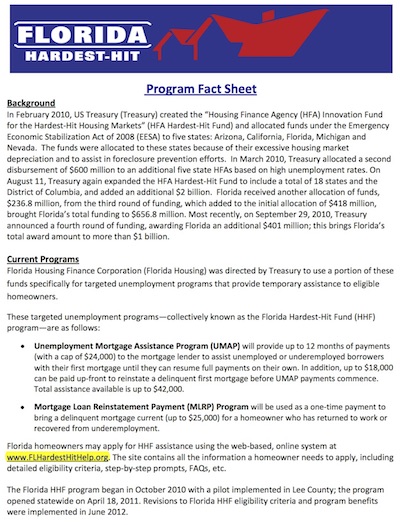 FLORIDA
HARDEST-HIT
Program Fact Sheet
Background
In February 2010, US Treasury (Treasury) created the “Housing Finance Agency (HFA) Innovation Fund
for the Hardest-Hit Housing Markets” (HFA Hardest-Hit Fund) and allocated funds under the Emergency
Economic Stabilization Act of 2008 (EESA) to five states: Arizona, California, Florida, Michigan and
Nevada.  The funds were allocated to these states because of their excessive housing market
depreciation and to assist in foreclosure prevention efforts.  In March 2010, Treasury allocated a second
disbursement of $600 million to an additional five state HFAs based on high unemployment rates. On
August 11, Treasury again expanded the HFA Hardest-Hit Fund to include a total of 18 states and the
District of Columbia, and added an additional $2 billion.  Florida received another allocation of funds,
$236.8 million, from the third round of funding, which added to the initial allocation of $418 million,
brought Florida’s total funding to $656.8 million. Most recently, on September 29, 2010, Treasury
announced a fourth round of funding, awarding Florida an additional $401 million; this brings Florida’s
total award amount to more than $1 billion.
Current Programs
Florida Housing Finance Corporation (Florida Housing) was directed by Treasury to use a portion of these
funds specifically for targeted unemployment programs that provide temporary assistance to eligible
homeowners.
These targeted unemployment programs—collectively known as the Florida Hardest-Hit Fund (HHF)
program—are as follows:
• Unemployment Mortgage Assistance Program (UMAP) will provide up to 12 months of payments
(with a cap of $24,000) to the mortgage lender to assist unemployed or underemployed borrowers
with their first mortgage until they can resume full payments on their own. In addition, up to $18,000
can be paid up-front to reinstate a delinquent first mortgage before UMAP payments commence.
Total assistance available is up to $42,000.
• Mortgage Loan Reinstatement Payment (MLRP) Program will be used as a one-time payment to
bring a delinquent mortgage current (up to $25,000) for a homeowner who has returned to work or
recovered from underemployment.
Florida homeowners may apply for HHF assistance using the web-based, online system at
www.FLHardestHitHelp.org. The site contains all the information a homeowner needs to apply, including
detailed eligibility criteria, step-by-step prompts, FAQs, etc.
The Florida HHF program began in October 2010 with a pilot implemented in Lee County; the program
opened statewide on April 18, 2011. Revisions to Florida HHF eligibility criteria and program benefits
were implemented in June 2012.